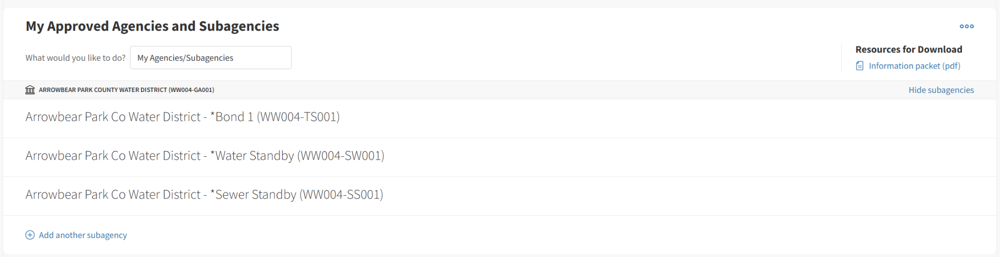 My Approved Agencies and Subagencies
What would you like to do? My Agencies/Subagencies
Resources for Download
Information packet (pdf)
ARROWBEAR PARK COUNTY WATER DISTRICT (WW004-GA001) Hide subagencies
Arrowbear Park Co Water District - *Bond 1 (WW004-TS001)
Arrowbear Park Co Water District - *Water Standby (WW004-SW001)
Arrowbear Park Co Water District - *Sewer Standby (WW004-SS001)
Add another subagency